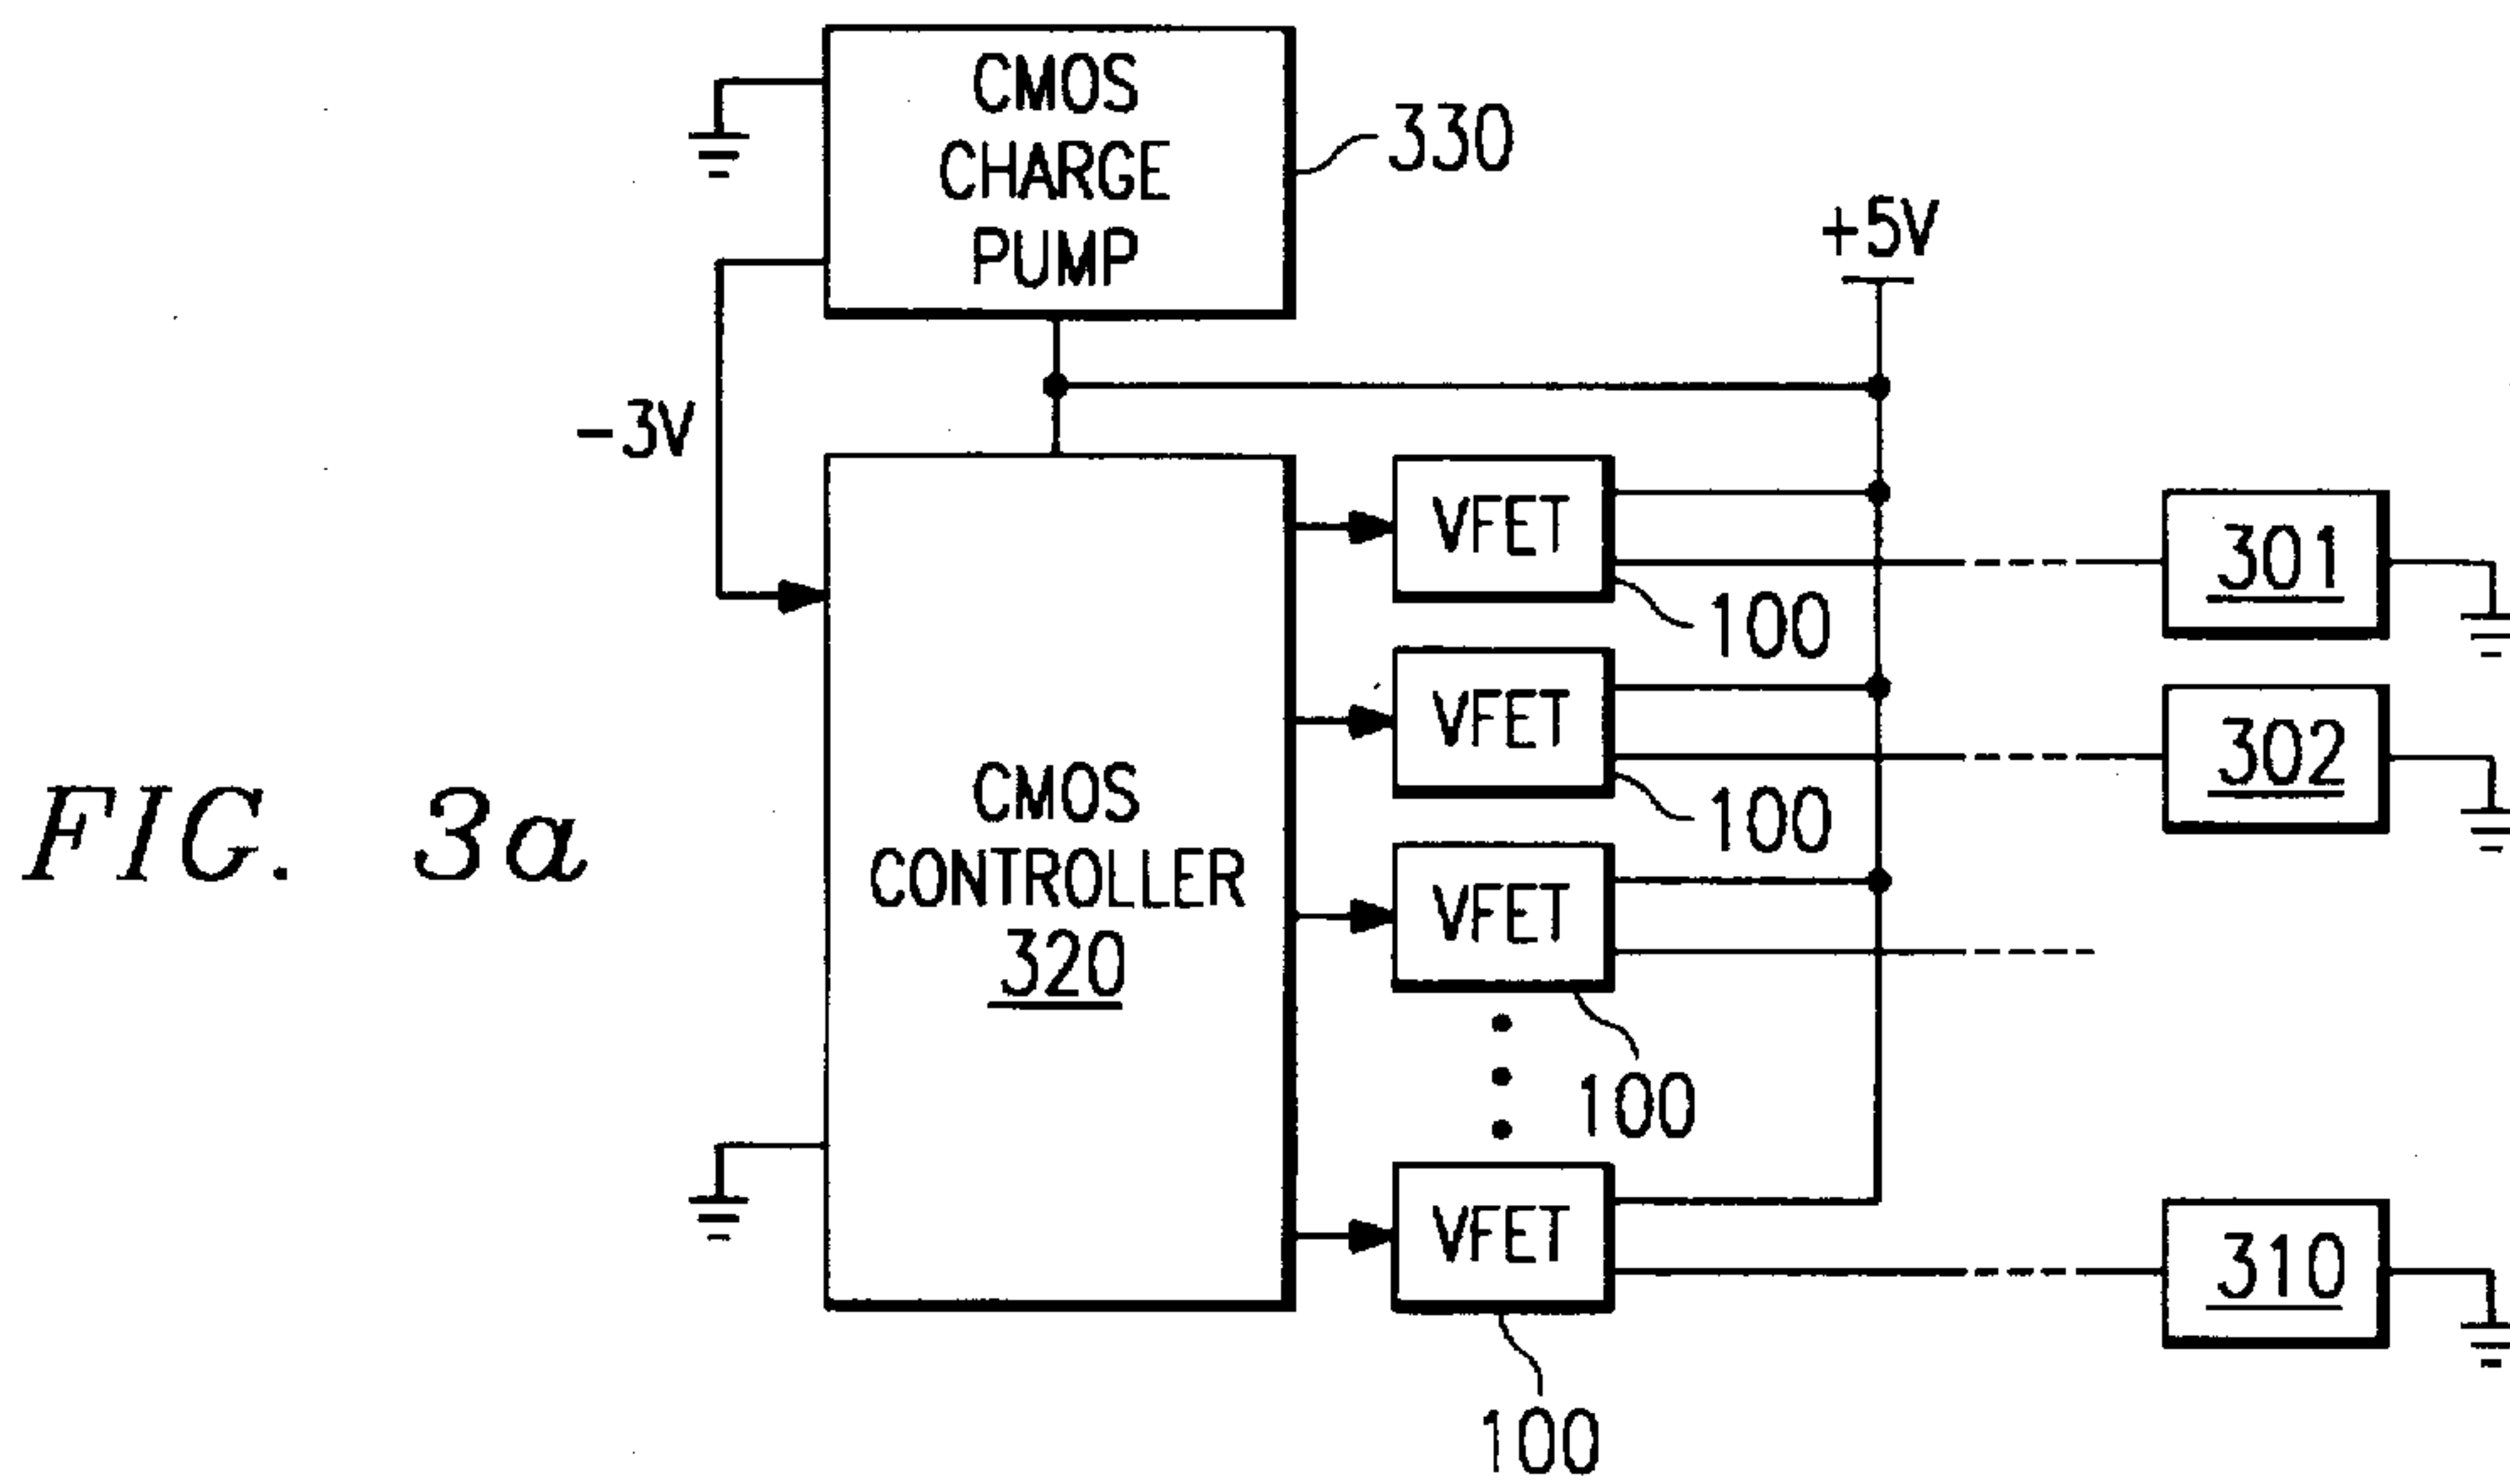 CMOS
CHARGE
PUMP
330
+5V
-3V
VFET
301
100
VFET
302
100
CMOS
CONTROLLER
320
VFET
100
VFET
310
100
FIG. 3a